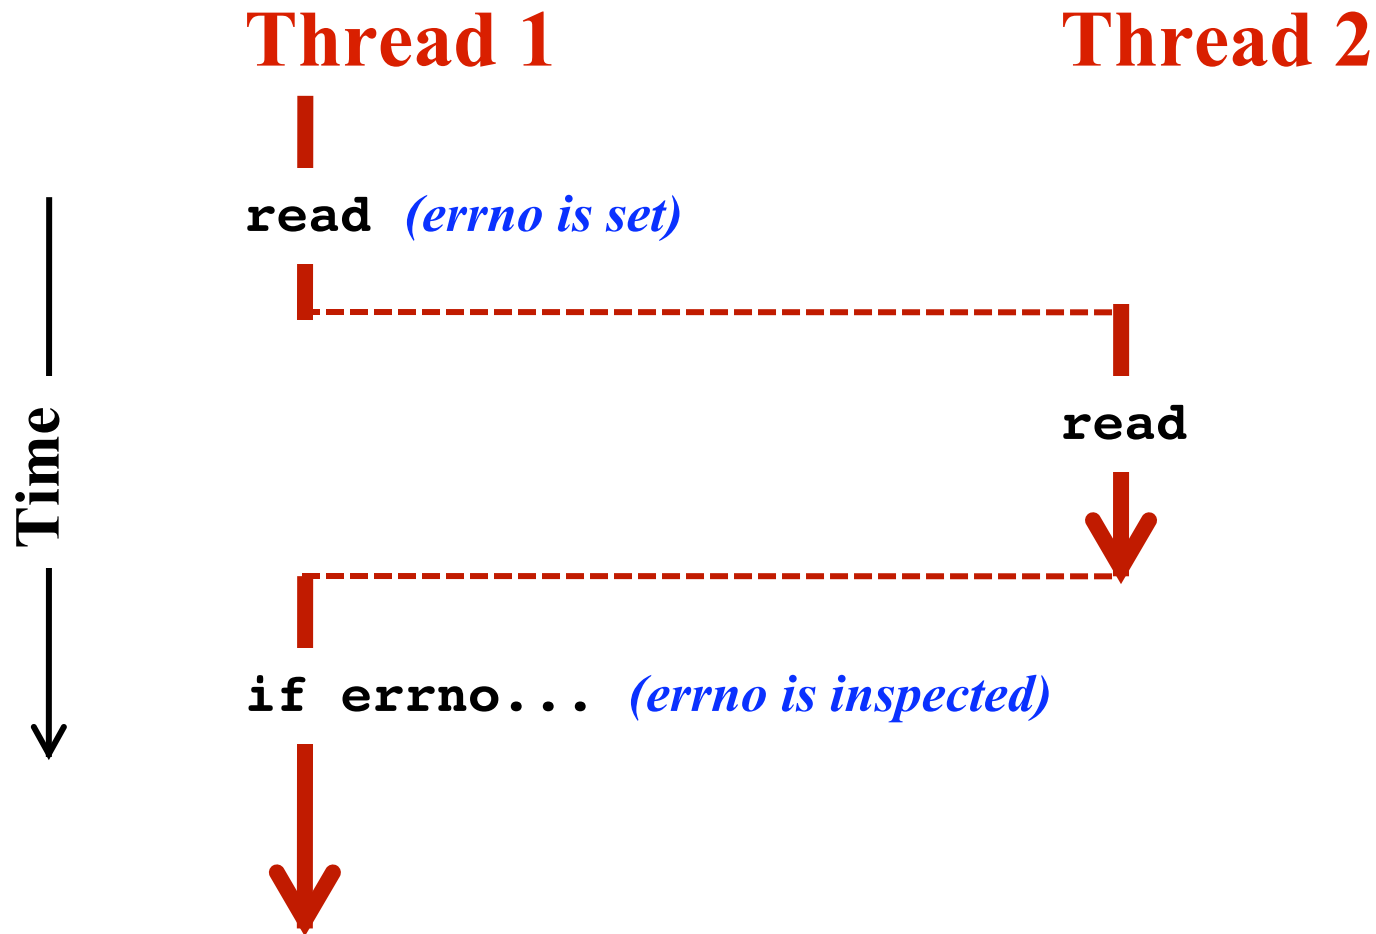 Thread 1 Thread 2
read (errno is set)
Time
read
if errno... (errno is inspected)